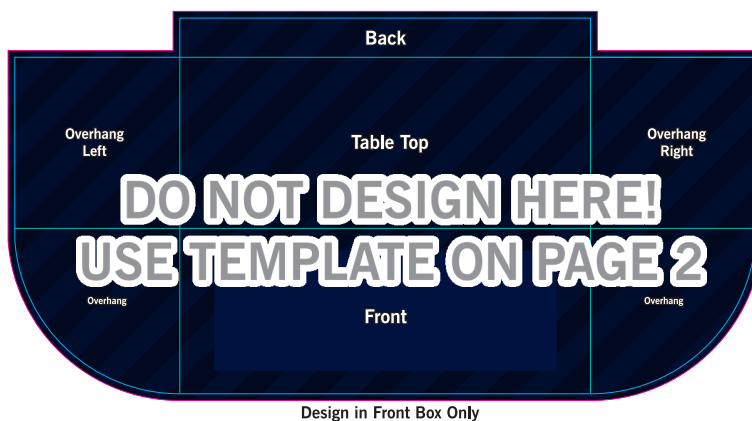 Back
Overhang
Left
Table Top
Overhang
Right
DO NOT DESIGN HERE!
USE TEMPLATE ON PAGE 2
Overhang
Front
Overhang
Design in Front Box Only